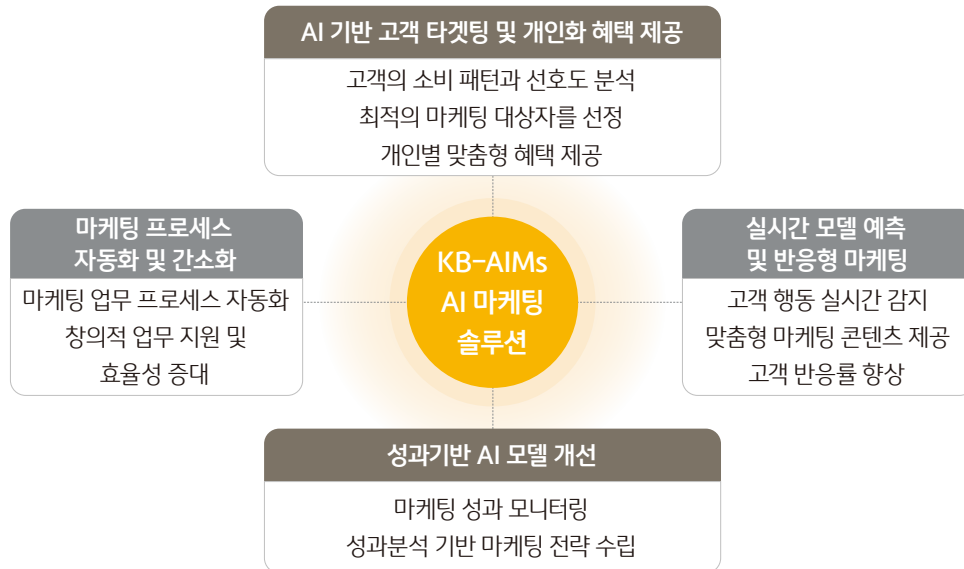 AI 기반 고객 타겟팅 및 개인화 혜택 제공
고객의 소비 패턴과 선호도 분석
최적의 마케팅 대상자를 선정
개인별 맞춤형 혜택 제공
마케팅 프로세스
자동화 및 간소화
마케팅 업무 프로세스 자동화
창의적 업무 지원 및
효율성 증대
KB-AIMs
AI 마케팅
솔루션
실시간 모델 예측
및 반응형 마케팅
고객 행동 실시간 감지
맞춤형 마케팅 콘텐츠 제공
고객 반응률 향상
성과기반 AI 모델 개선
마케팅 성과 모니터링
성과분석 기반 마케팅 전략 수립